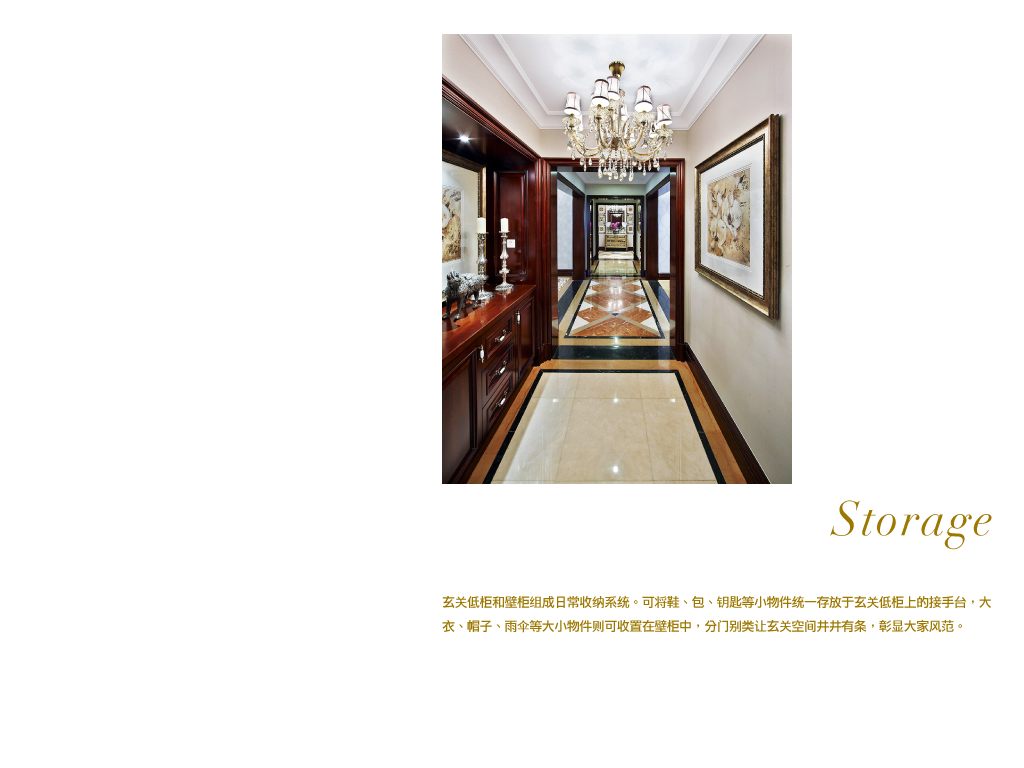 Storage
玄关低柜和壁柜组成日常收纳系统。可将鞋、包、钥匙等小物件统一存放于玄关低柜上的接手台，大
衣、帽子、雨伞等大小物件则可收置在壁柜中，分门别类让玄关空间井井有条，彰显大家风范。